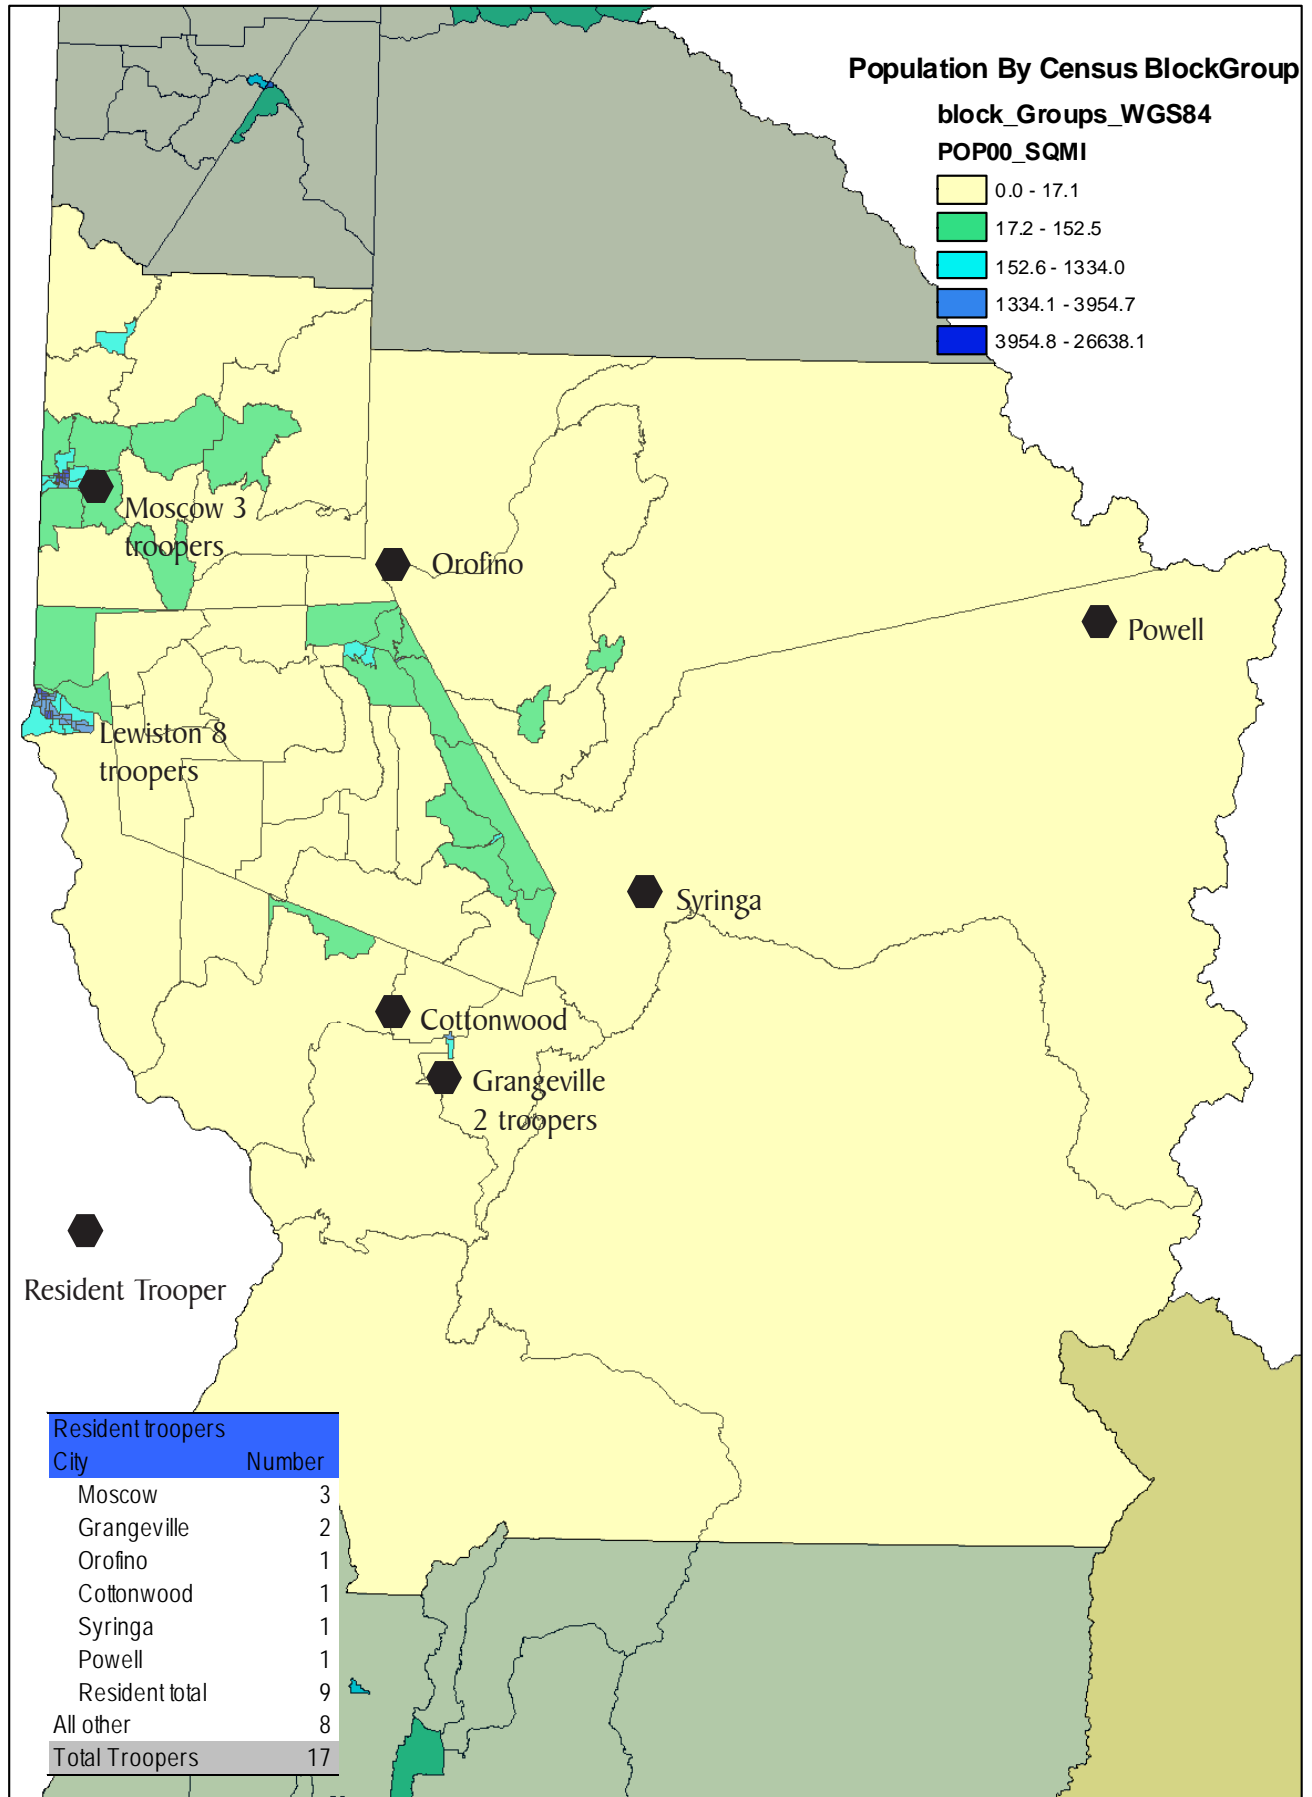 Population By Census BlockGroup
block_Groups_WGS84
POP00_SQMI
0.0 - 17.1
17.2 - 152.5
152.6 - 1334.0
1334.1 - 3954.7
3954.8 - 26638.1
Moscow 3
troopers
Orofino
Powell
Lewiston 8
troopers
Syringa
Cottonwood
Grangeville
2 troopers
Resident Trooper
Resident troopers
City Number
Moscow 3
Grangeville 2
Orofino 1
Cottonwood 1
Syringa 1
Powell 1
Resident total 9
All other 8
Total Troopers 17